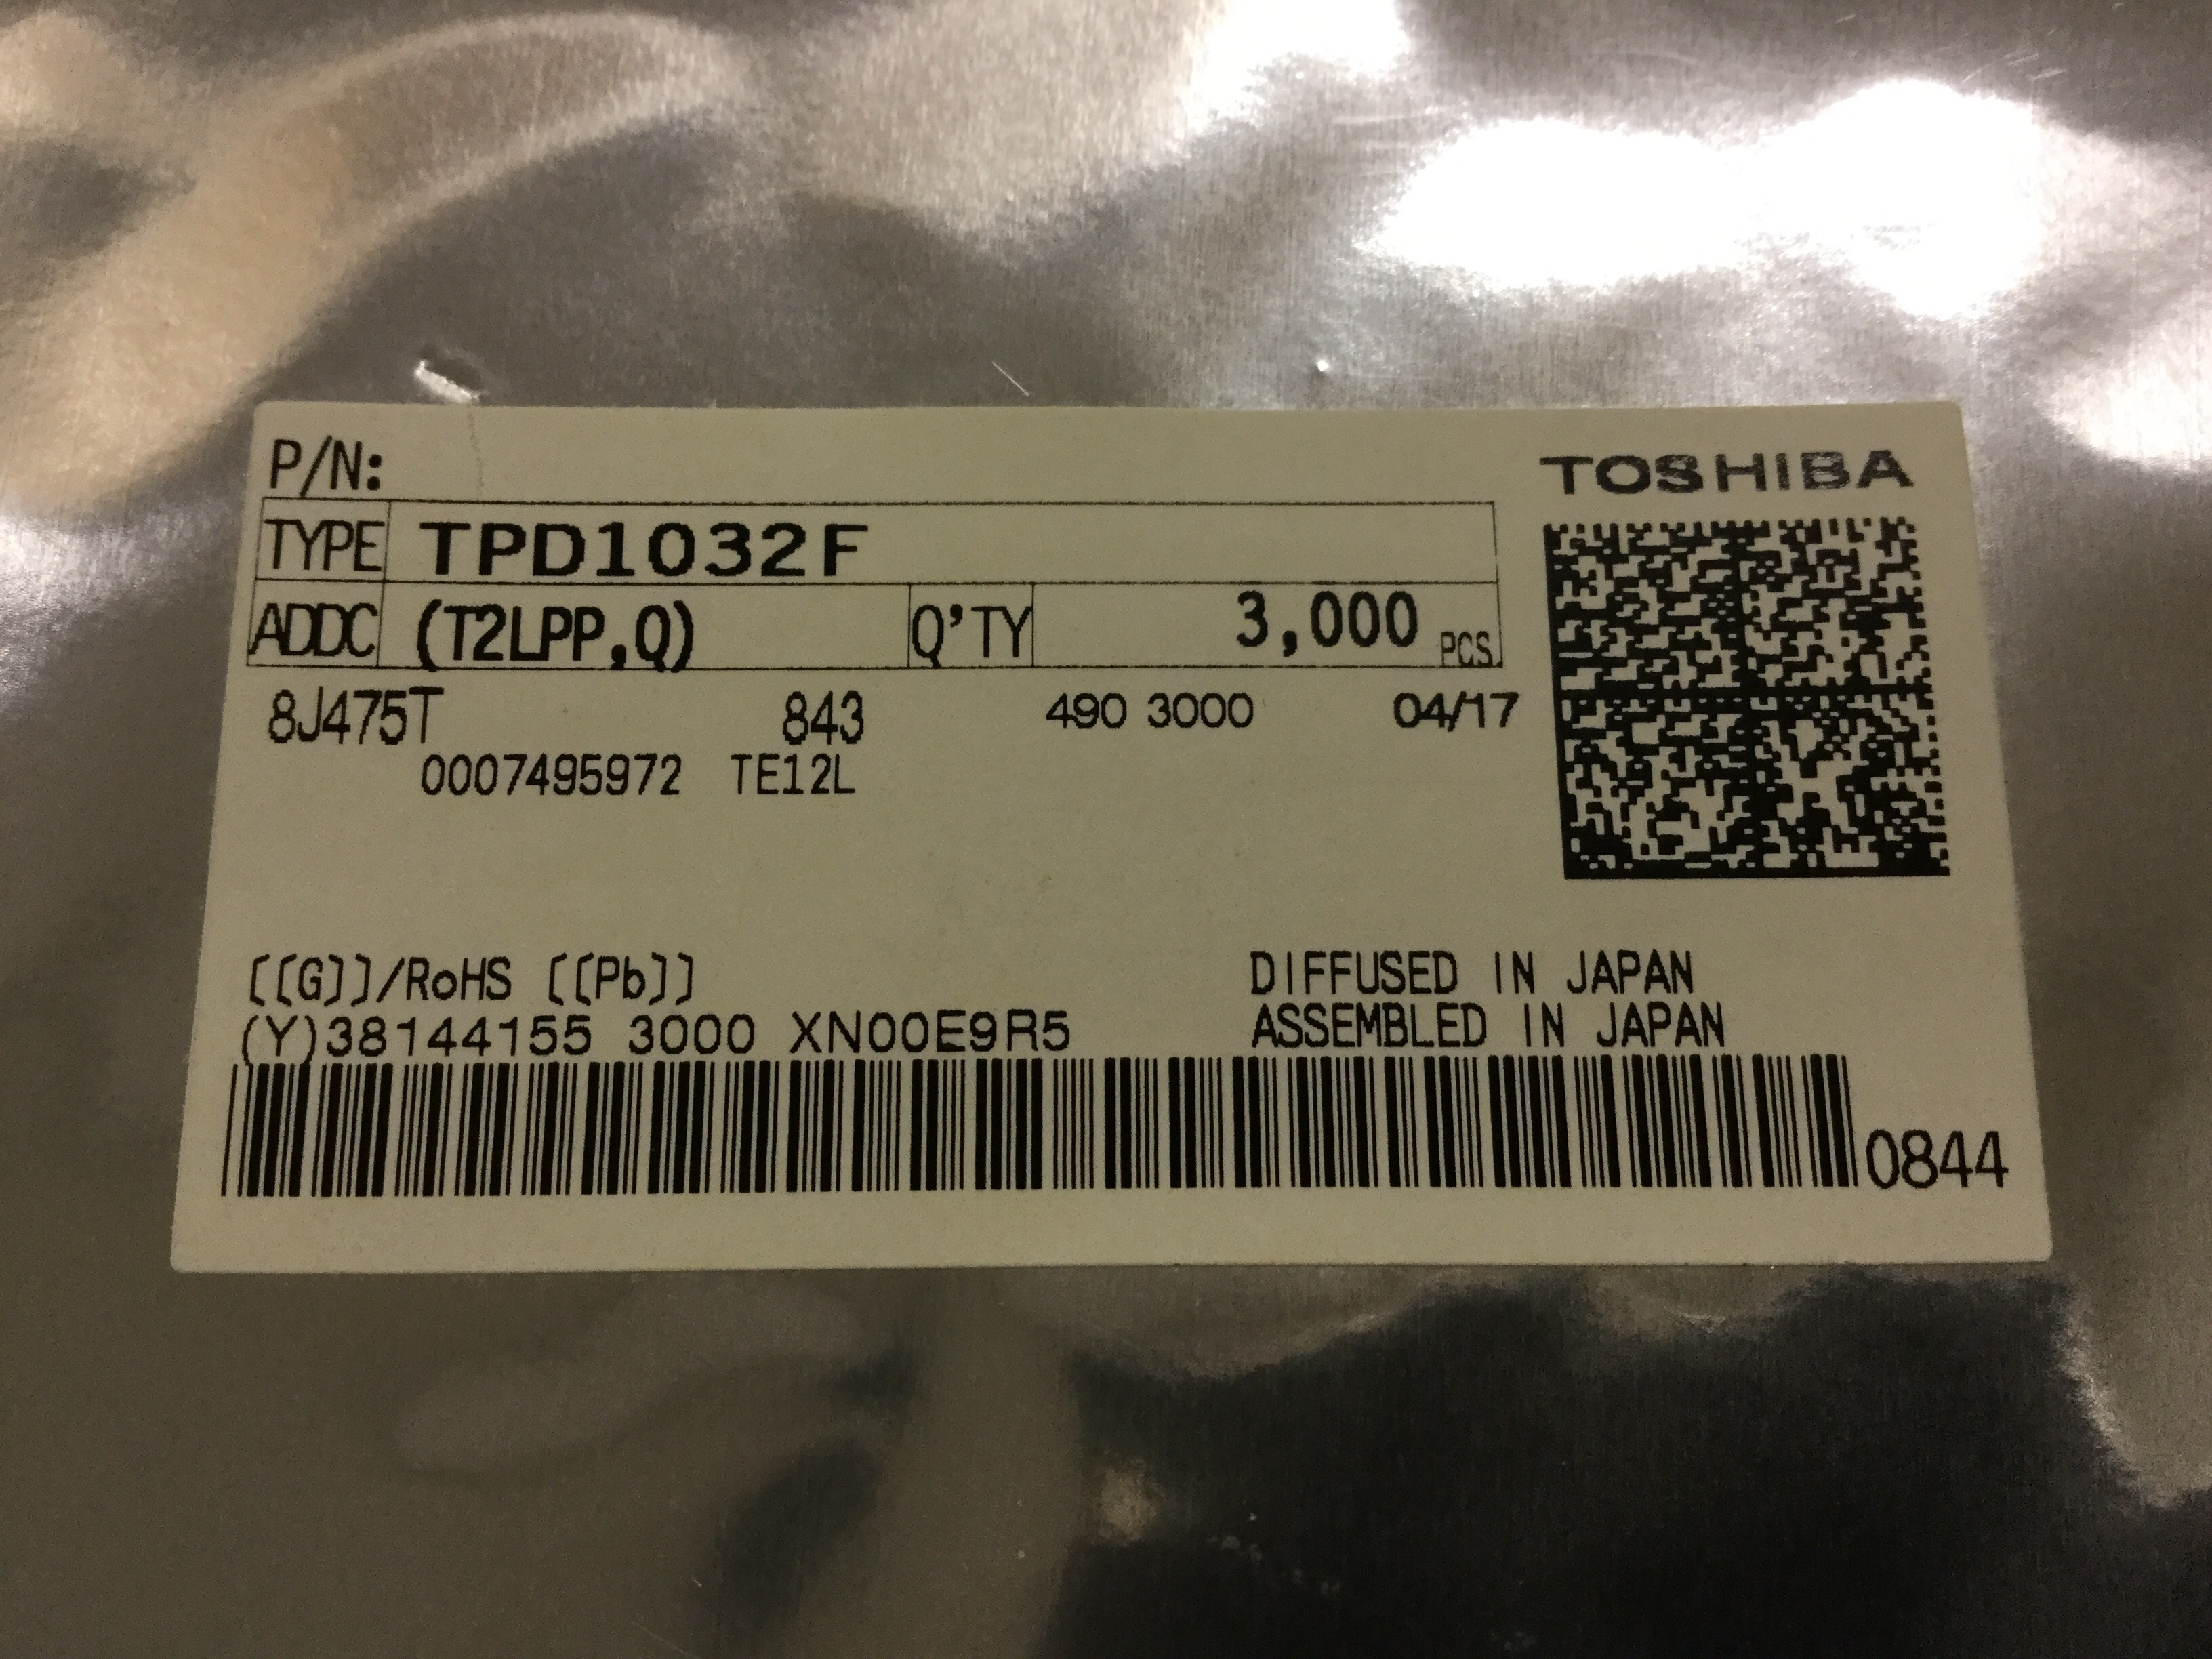 P/N:
TOSHIBA
TYPE TPD1032F
ADDC (T2LPP,Q) Q'TY 3,000 PCS
8J475T 843 490 3000 04/17
0007495972 TE12L
[[G]]/RoHS [[Pb]]
DIFFUSED IN JAPAN
(Y)38144155 3000 XN00E9R5
ASSEMBLED IN JAPAN
0844